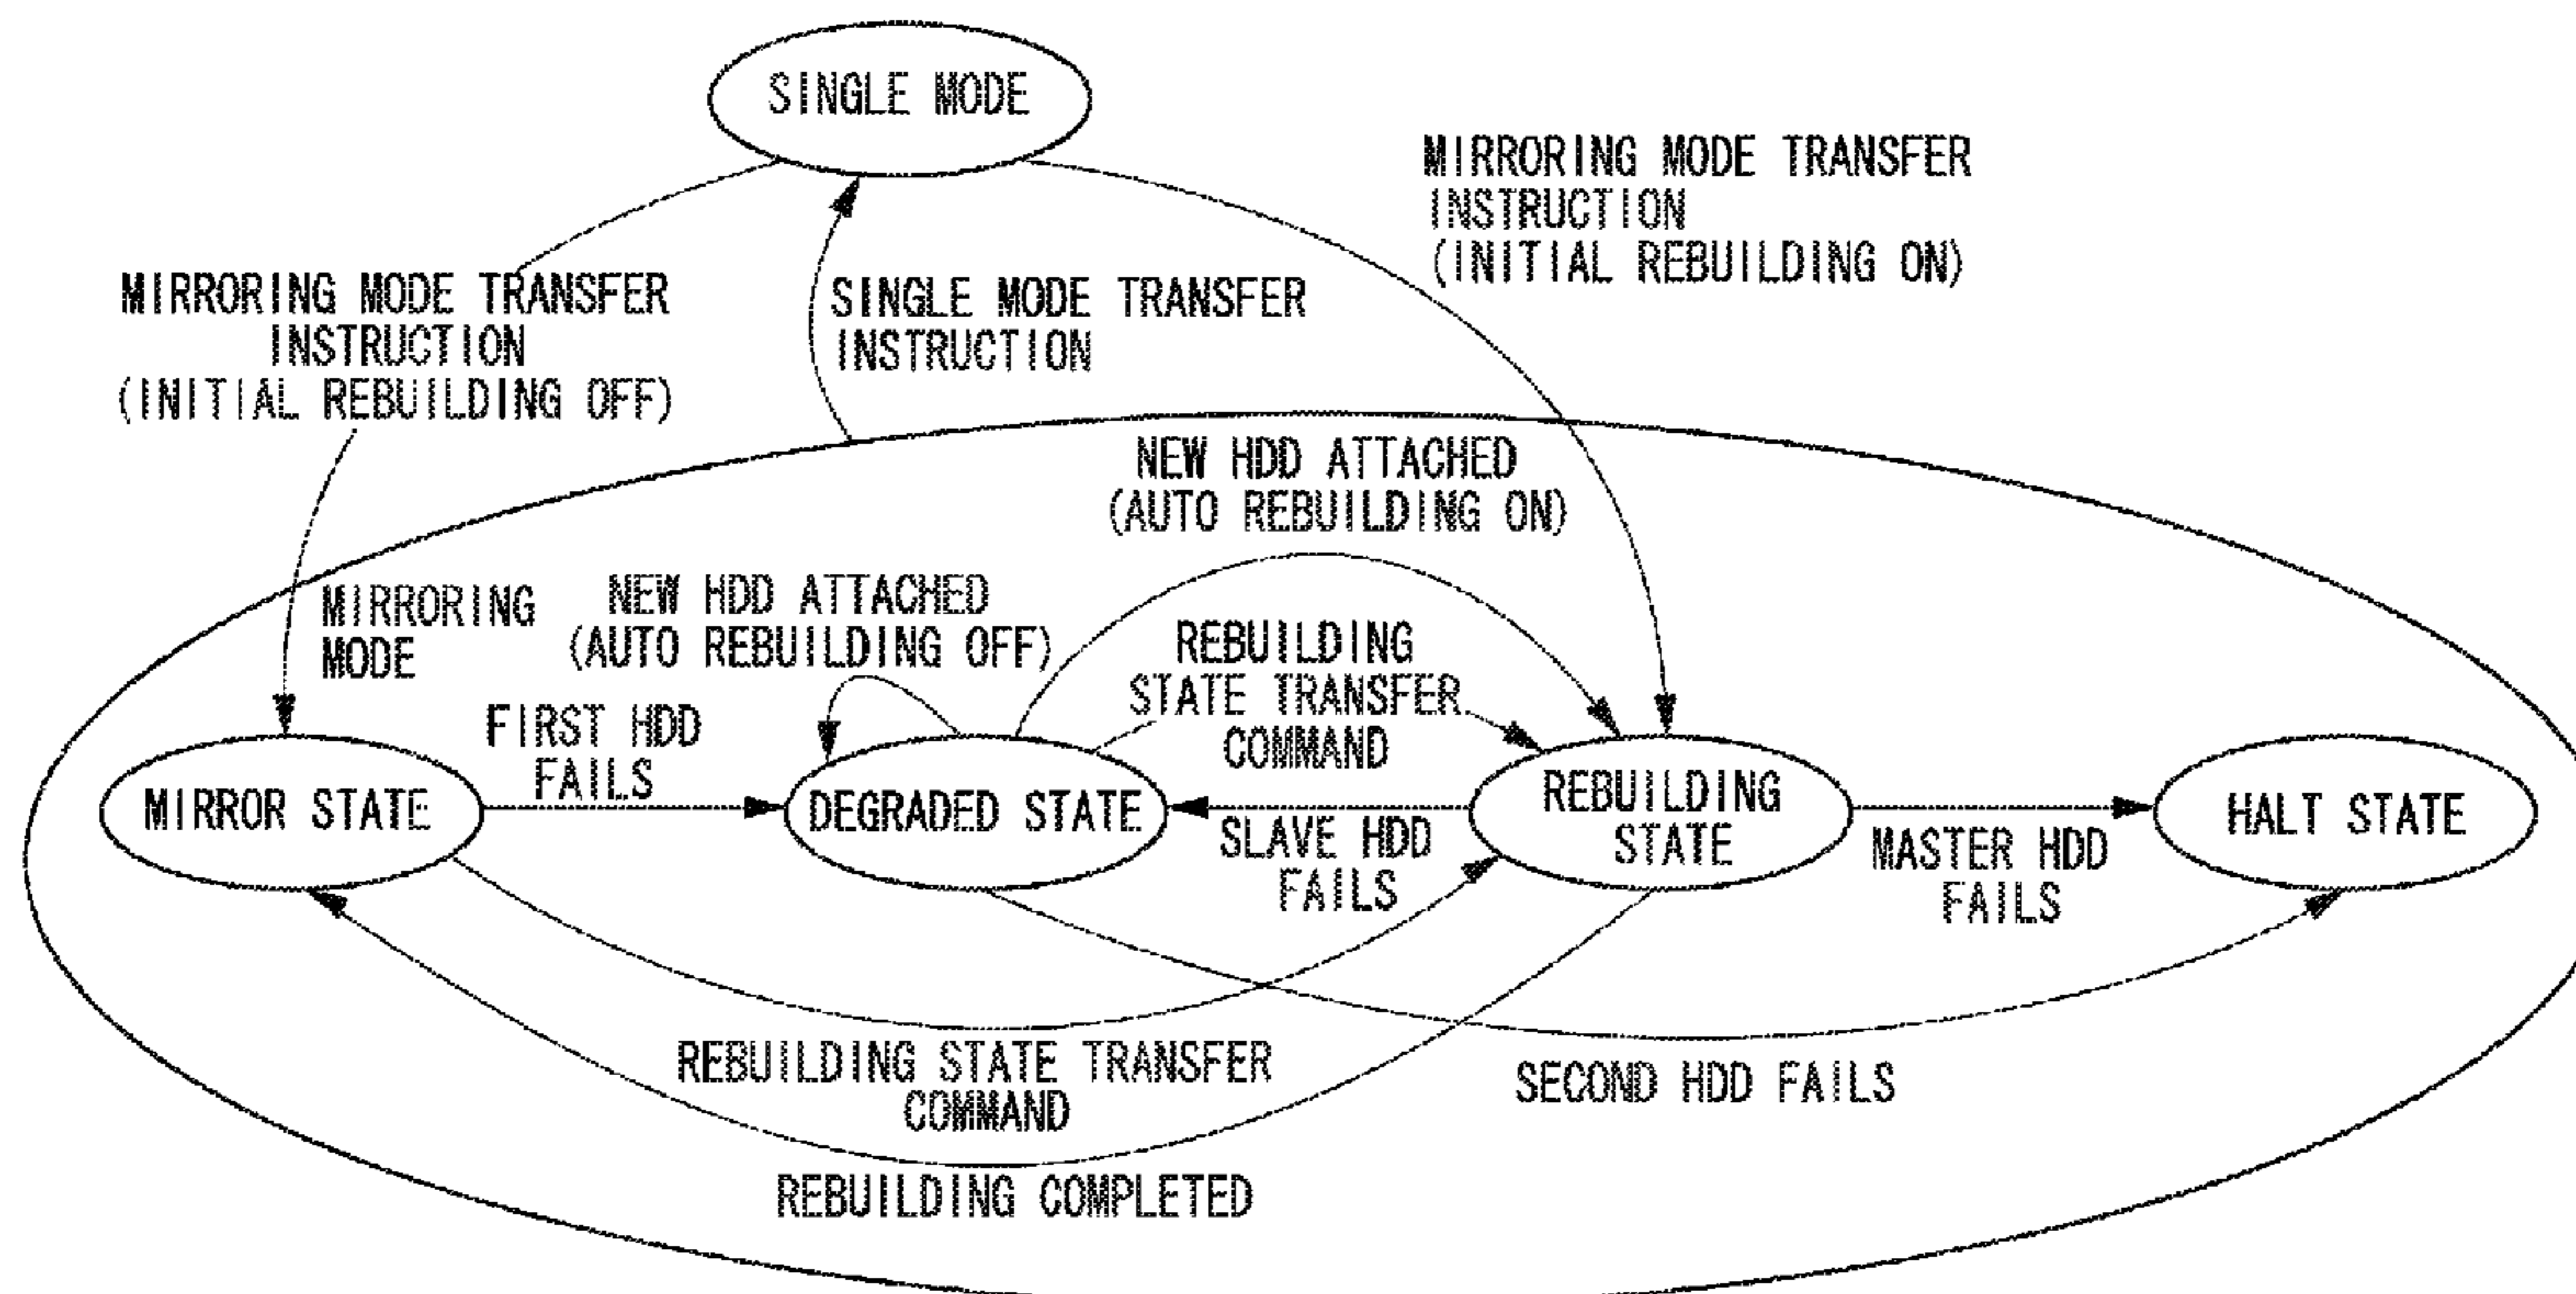 SINGLE MODE
MIRRORING MODE TRANSFER
INSTRUCTION
(INITIAL REBUILDING ON)
MIRRORING MODE TRANSFER
INSTRUCTION
(INITIAL REBUILDING OFF)
SINGLE MODE TRANSFER
INSTRUCTION
NEW HDD ATTACHED
(AUTO REBUILDING ON)
MIRRORING
MODE
NEW HDD ATTACHED
(AUTO REBUILDING OFF)
REBUILDING
STATE TRANSFER
COMMAND
FIRST HDD
FAILS
MIRROR STATE
DEGRADED STATE
SLAVE HDD
FAILS
REBUILDING
STATE
MASTER HDD
FAILS
HALT STATE
REBUILDING STATE TRANSFER
COMMAND
SECOND HDD FAILS
REBUILDING COMPLETED